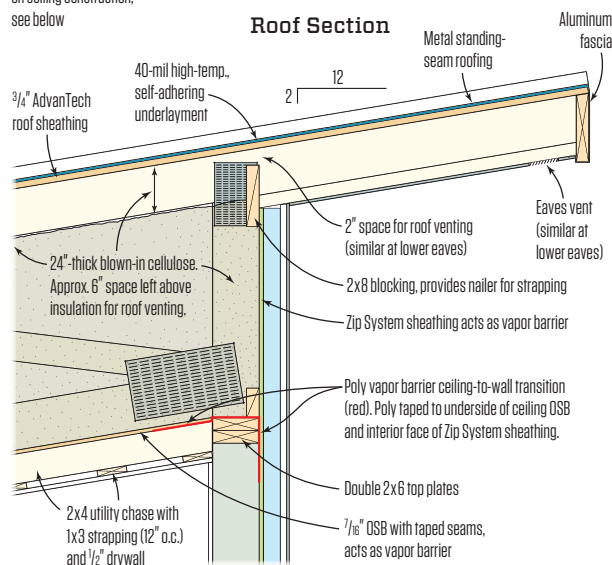 see below
Roof Section
Aluminum
fascia
Metal standing-
seam roofing
40-mil high-temp.,
self-adhering
underlayment
12
2
3/4" AdvanTech
roof sheathing
2" space for roof venting
(similar at lower eaves)
Eaves vent
(similar at
lower eaves)
24"-thick blown-in cellulose.
Approx. 6" space left above
insulation for roof venting.
2x8 blocking, provides nailer for strapping
Zip System sheathing acts as vapor barrier
Poly vapor barrier ceiling-to-wall transition
(red). Poly taped to underside of ceiling OSB
and interior face of Zip System sheathing.
Double 2x6 top plates
2x4 utility chase with
1x3 strapping (12" o.c.)
and 1/2" drywall
7/16" OSB with taped seams,
acts as vapor barrier